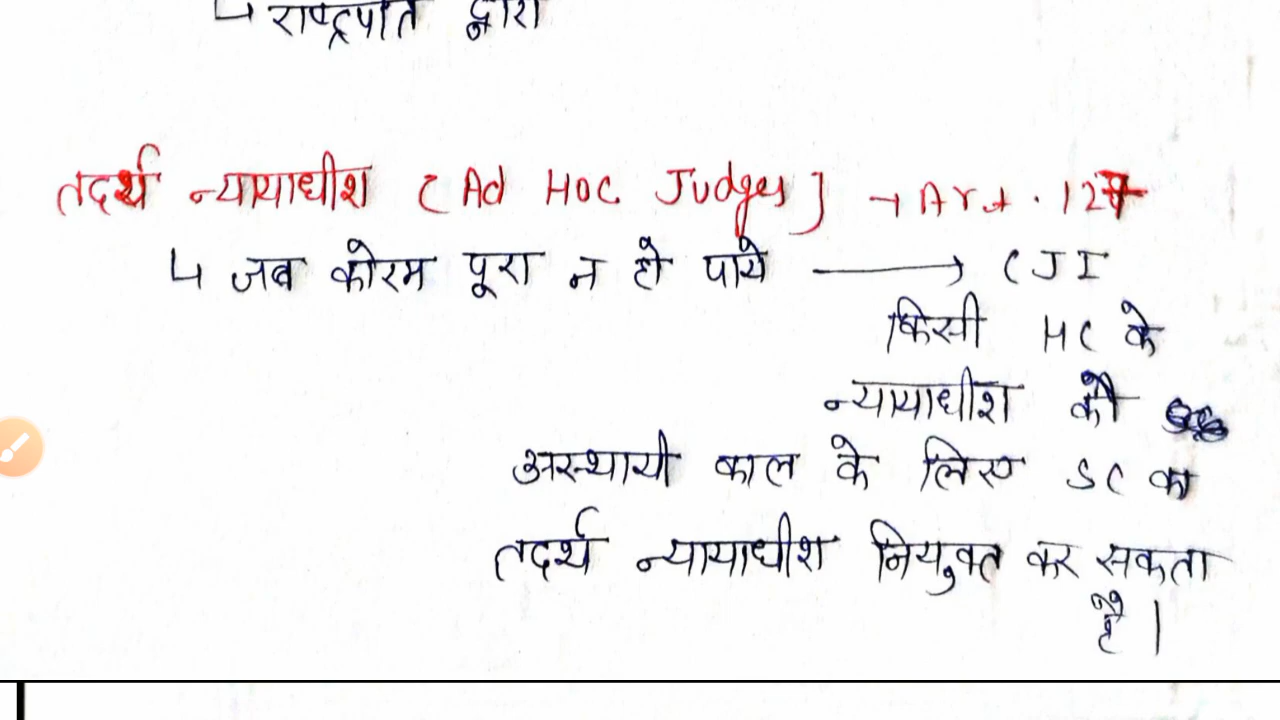 ↳ राष्ट्रपति द्वारा
तदर्थ न्यायाधीश (Ad Hoc Judges] → Art. 127
↳ जब कोरम पूरा न हो पाये ⟶ CJI
किसी HC के
न्यायाधीश को
अस्थायी काल के लिए SC का
तदर्थ न्यायाधीश नियुक्त कर सकता
है।